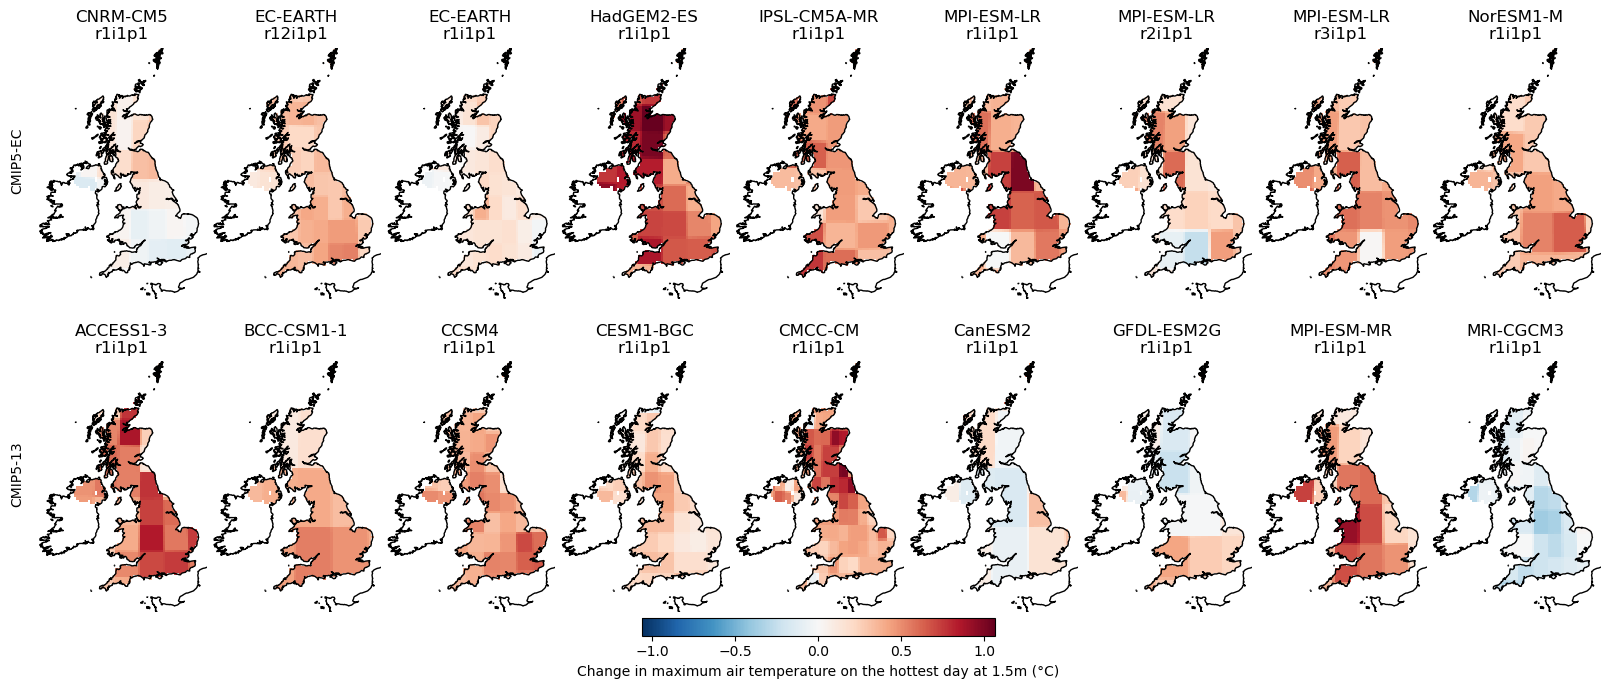 CNRM-CM5
r1i1p1
EC-EARTH
r12i1p1
EC-EARTH
r1i1p1
HadGEM2-ES
r1i1p1
IPSL-CM5A-MR
r1i1p1
MPI-ESM-LR
r1i1p1
MPI-ESM-LR
r2i1p1
MPI-ESM-LR
r3i1p1
NorESM1-M
r1i1p1
CMIP5-EC
ACCESS1-3
r1i1p1
BCC-CSM1-1
r1i1p1
CCSM4
r1i1p1
CESM1-BGC
r1i1p1
CMCC-CM
r1i1p1
CanESM2
r1i1p1
GFDL-ESM2G
r1i1p1
MPI-ESM-MR
r1i1p1
MRI-CGCM3
r1i1p1
CMIP5-13
−1.0 −0.5 0.0 0.5 1.0
Change in maximum air temperature on the hottest day at 1.5m (°C)